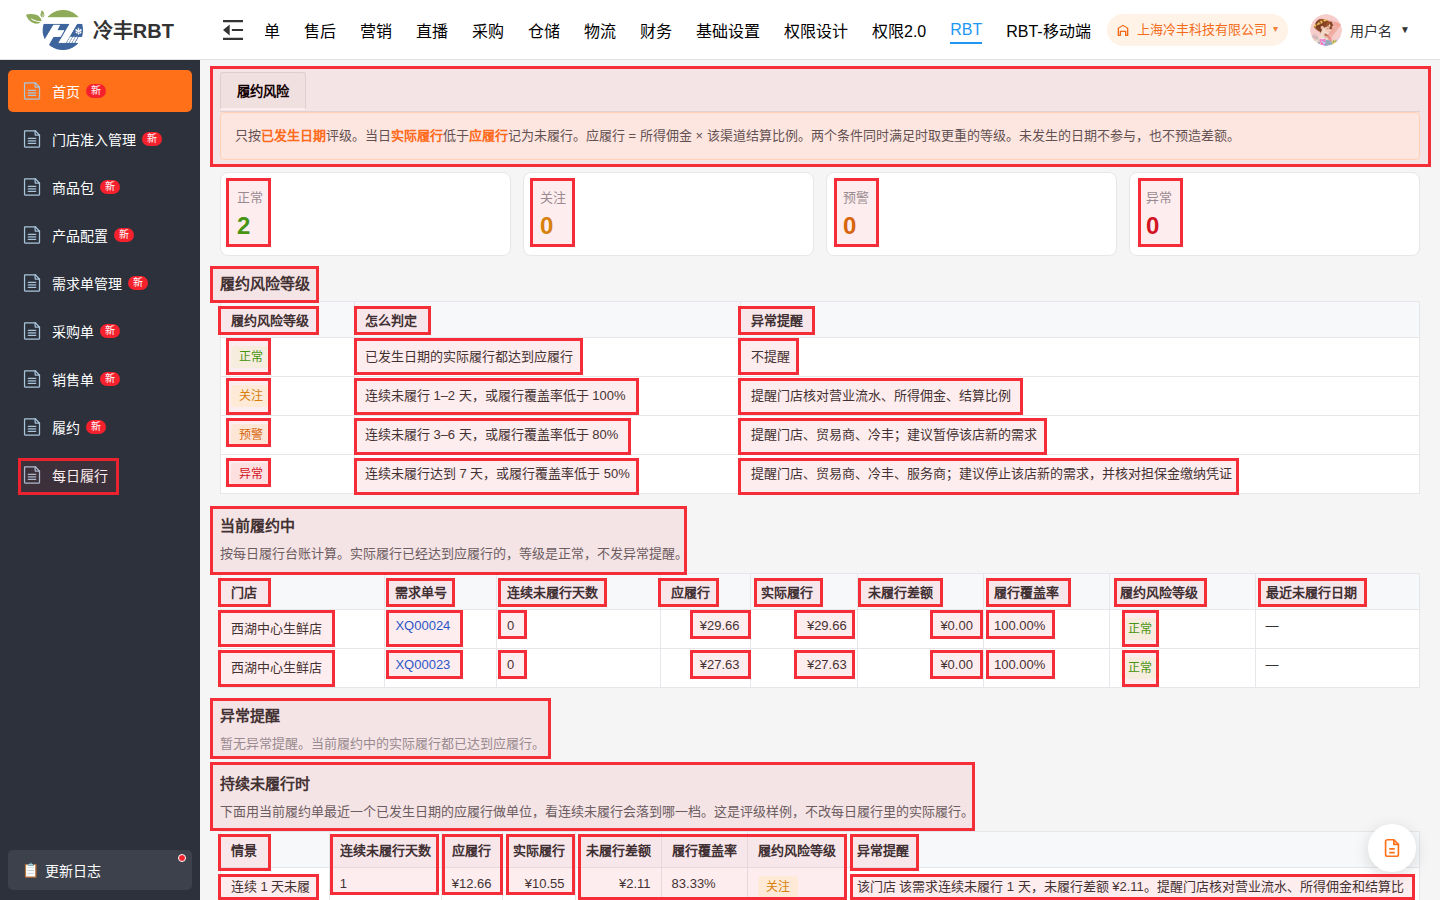 冷丰RBT
单 售后 营销 直播 采购 仓储 物流 财务 基础设置 权限设计 权限2.0 RBT RBT-移动端
上海冷丰科技有限公司 ▾
用户名 ▼
首页 新
门店准入管理 新
商品包 新
产品配置 新
需求单管理 新
采购单 新
销售单 新
履约 新
每日履行
📋 更新日志
履约风险
只按已发生日期评级。当日实际履行低于应履行记为未履行。应履行 = 所得佣金 × 该渠道结算比例。两个条件同时满足时取更重的等级。未发生的日期不参与，也不预造差额。
正常 关注 预警 异常
2 0 0 0
履约风险等级
履约风险等级 怎么判定 异常提醒
正常 已发生日期的实际履行都达到应履行 不提醒
关注 连续未履行 1–2 天，或履行覆盖率低于 100% 提醒门店核对营业流水、所得佣金、结算比例
预警 连续未履行 3–6 天，或履行覆盖率低于 80% 提醒门店、贸易商、冷丰；建议暂停该店新的需求
异常 连续未履行达到 7 天，或履行覆盖率低于 50% 提醒门店、贸易商、冷丰、服务商；建议停止该店新的需求，并核对担保金缴纳凭证
当前履约中
按每日履行台账计算。实际履行已经达到应履行的，等级是正常，不发异常提醒。
门店 需求单号 连续未履行天数 应履行 实际履行 未履行差额 履行覆盖率 履约风险等级 最近未履行日期
西湖中心生鲜店 XQ00024 0 ¥29.66 ¥29.66 ¥0.00 100.00% 正常 —
西湖中心生鲜店 XQ00023 0 ¥27.63 ¥27.63 ¥0.00 100.00% 正常 —
异常提醒
暂无异常提醒。当前履约中的实际履行都已达到应履行。
持续未履行时
下面用当前履约单最近一个已发生日期的应履行做单位，看连续未履行会落到哪一档。这是评级样例，不改每日履行里的实际履行。
情景 连续未履行天数 应履行 实际履行 未履行差额 履行覆盖率 履约风险等级 异常提醒
连续 1 天未履 1 ¥12.66 ¥10.55 ¥2.11 83.33% 关注 该门店 该需求连续未履行 1 天，未履行差额 ¥2.11。提醒门店核对营业流水、所得佣金和结算比